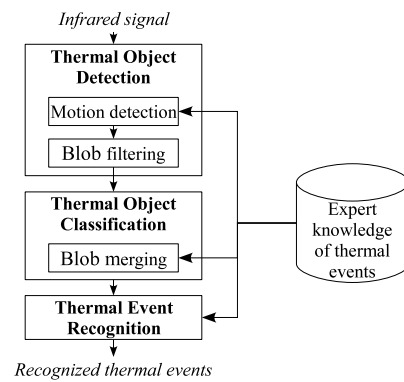 Infrared signal
Thermal Object
Detection
Motion detection
Blob filtering
Thermal Object
Classification
Blob merging
Thermal Event
Recognition
Recognized thermal events
Expert
knowledge
of thermal
events